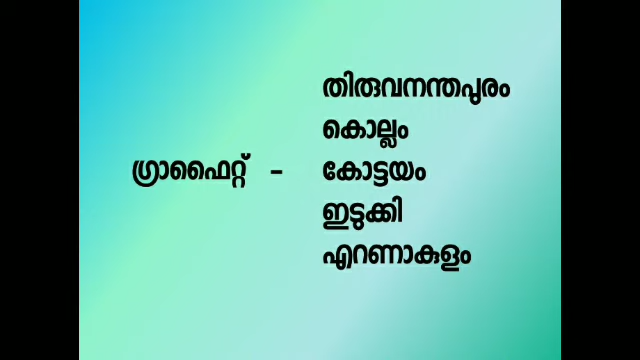 തിരുവനന്തപുരം
കൊല്ലം
ഗ്രാഫൈറ്റ് - കോട്ടയം
ഇടുക്കി
എറണാകുളം